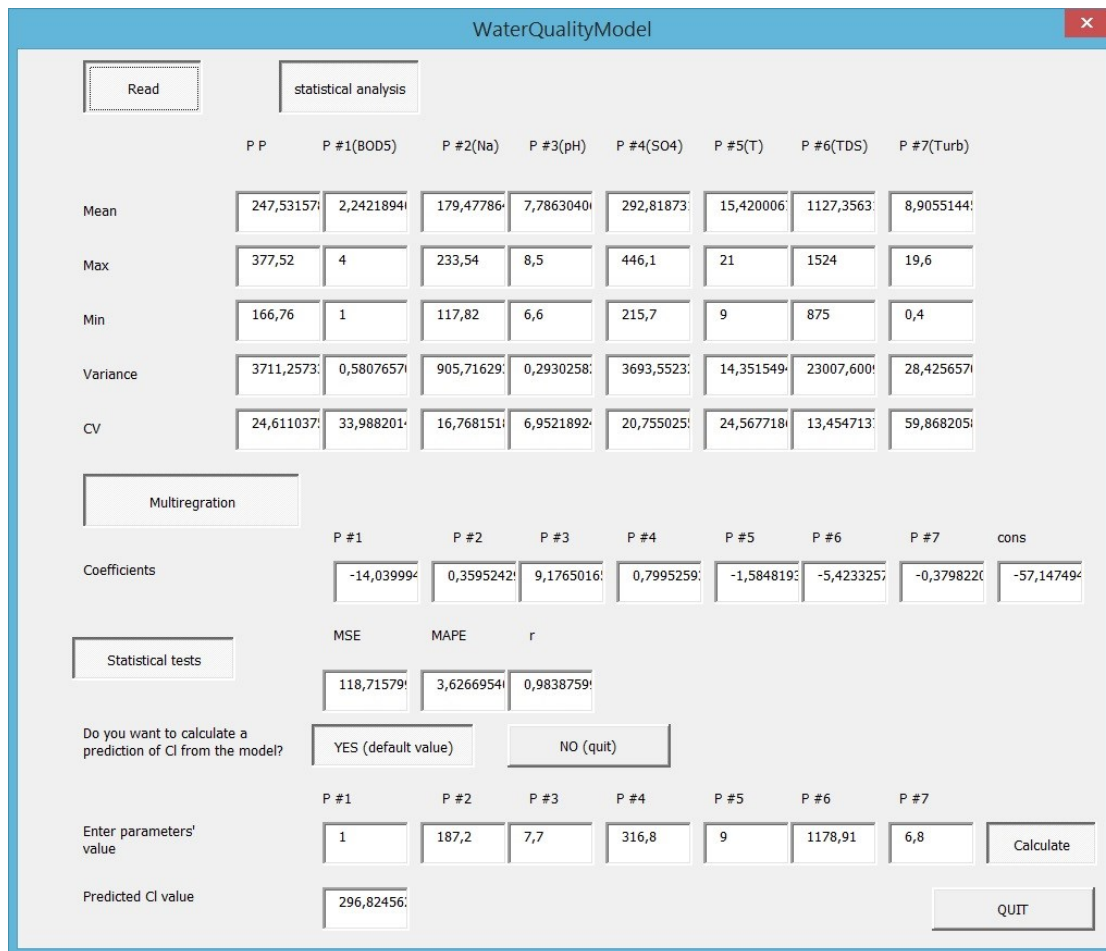 WaterQualityModel
Read
statistical analysis
P P P #1(BOD5) P #2(Na) P #3(pH) P #4(SO4) P #5(T) P #6(TDS) P #7(Turb)
Mean 247,531578 2,2421894 179,477864 7,7863040 292,81873 15,420006 1127,3563 8,9055144
Max 377,52 4 233,54 8,5 446,1 21 1524 19,6
Min 166,76 1 117,82 6,6 215,7 9 875 0,4
Variance 3711,2573 0,5807657 905,71629 0,2930258 3693,5523 14,351549 23007,600 28,425657
CV 24,611037 33,988201 16,768151 6,9521892 20,755025 24,567718 13,454713 59,868205
Multiregration
P #1 P #2 P #3 P #4 P #5 P #6 P #7 cons
Coefficients -14,039994 0,3595242 9,1765016 0,7995259 -1,5848193 -5,4233257 -0,3798220 -57,147494
MSE MAPE r
Statistical tests
118,71579 3,6266954 0,9838759
Do you want to calculate a
prediction of Cl from the model?
YES (default value)
NO (quit)
P #1 P #2 P #3 P #4 P #5 P #6 P #7
Enter parameters'
value
1 187,2 7,7 316,8 9 1178,91 6,8
Calculate
Predicted Cl value 296,824562
QUIT